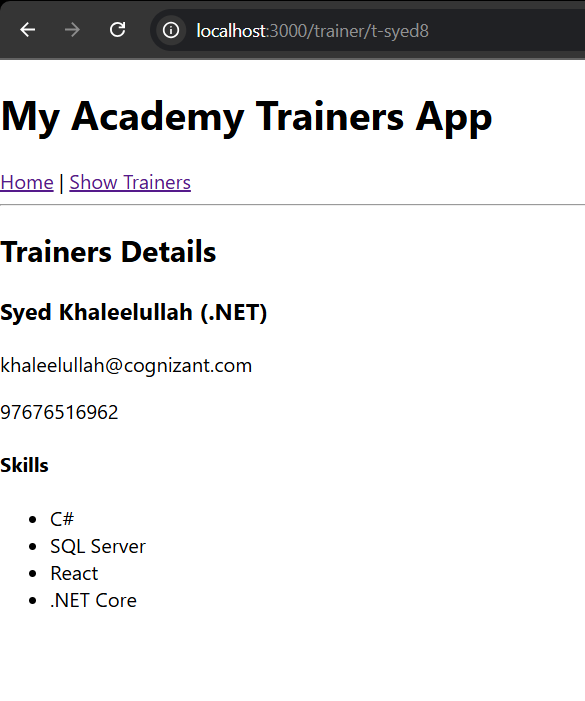 localhost:3000/trainer/t-syed8
My Academy Trainers App
Home | Show Trainers
Trainers Details
Syed Khaleelullah (.NET)
khaleelullah@cognizant.com
97676516962
Skills
C#
SQL Server
React
.NET Core